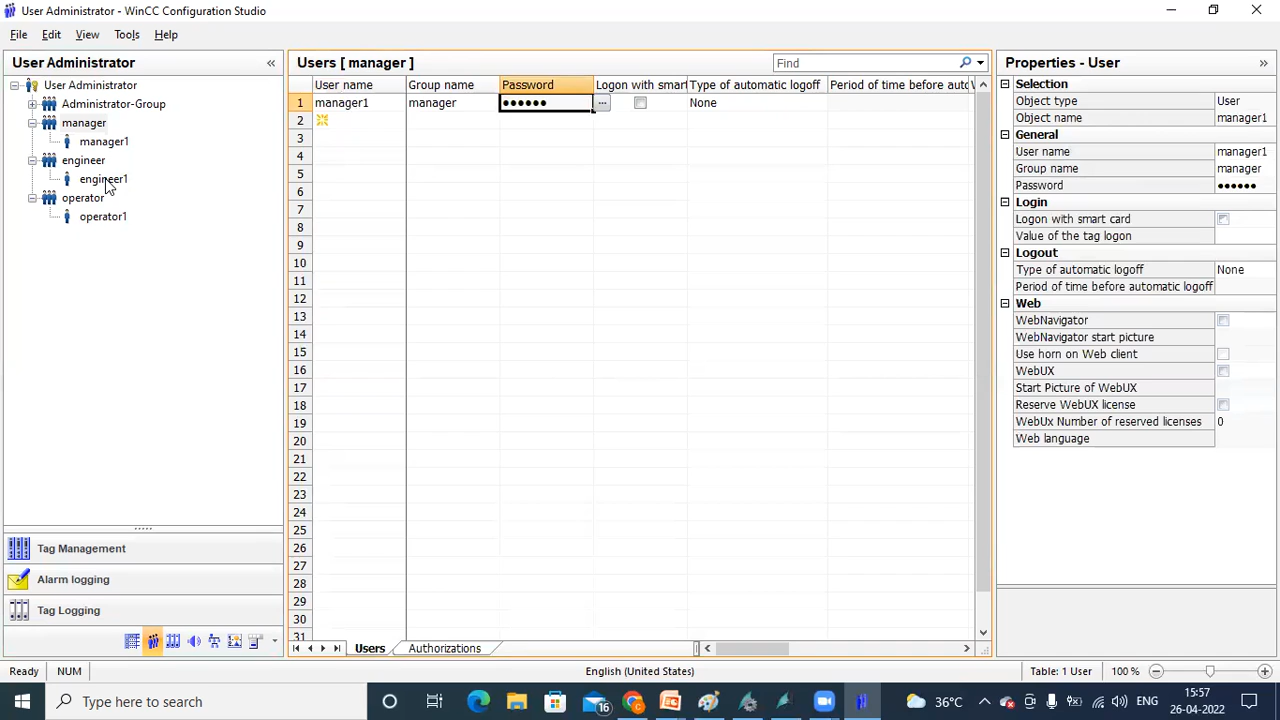 User Administrator - WinCC Configuration Studio
File Edit View Tools Help
User Administrator «
User Administrator
Administrator-Group
manager
manager1
engineer
engineer1
operator
operator1
Tag Management
Alarm logging
Tag Logging
Users [ manager ]
Find
User name Group name Password Logon with smart Type of automatic logoff Period of time before auto
1 manager1 manager ●●●●●● ... None
2
3
4
5
6
7
8
9
10
11
12
13
14
15
16
17
18
19
20
21
22
23
24
25
26
27
28
29
30
31
Users Authorizations
Properties - User »
Selection
Object type User
Object name manager1
General
User name manager1
Group name manager
Password ●●●●●●
Login
Logon with smart card
Value of the tag logon
Logout
Type of automatic logoff None
Period of time before automatic logoff
Web
WebNavigator
WebNavigator start picture
Use horn on Web client
WebUX
Start Picture of WebUX
Reserve WebUX license
WebUx Number of reserved licenses 0
Web language
Ready NUM English (United States) Table: 1 User 100 %
Type here to search 16 36°C ENG 15:57
26-04-2022